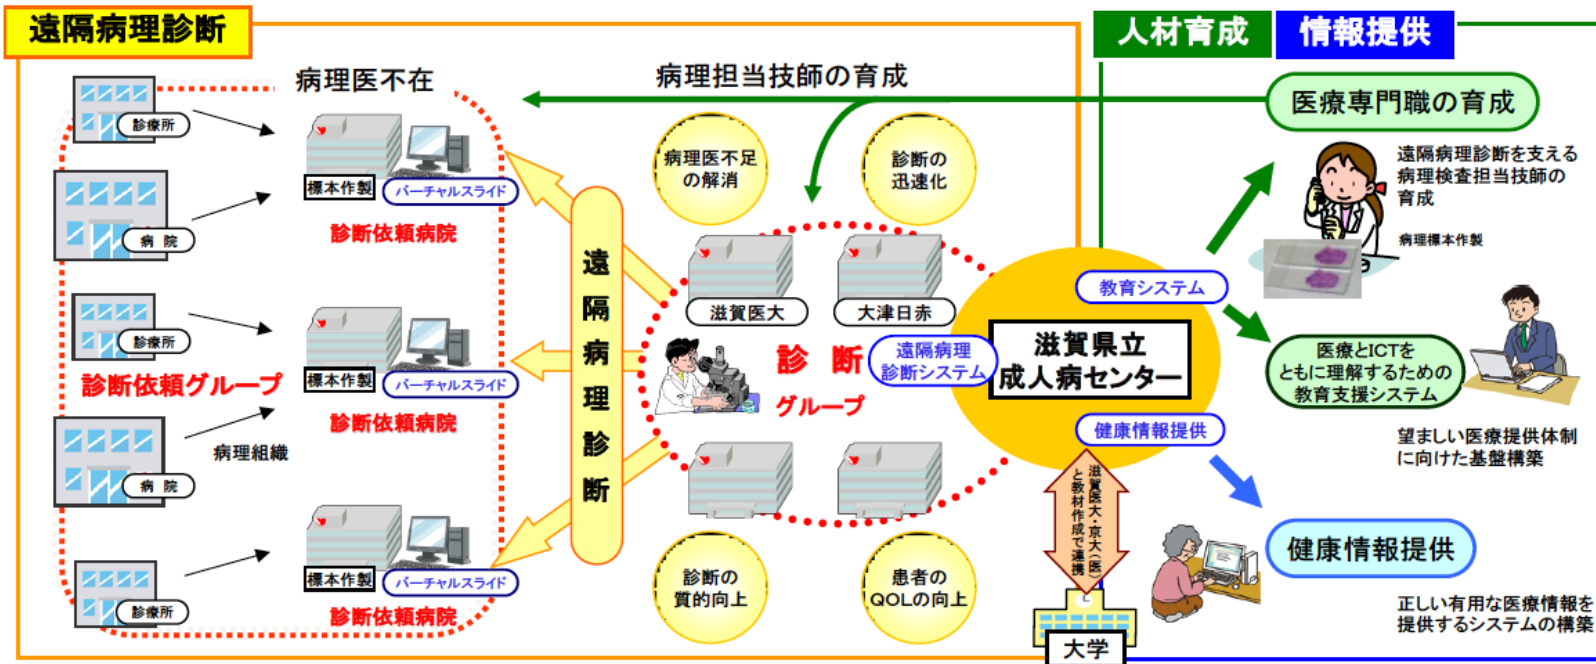 遠隔病理診断
人材育成
情報提供
病理医不在
病理担当技師の育成
医療専門職の育成
診療所
標本作製
バーチャルスライド
診断依頼病院
病 院
診療所
標本作製
バーチャルスライド
診断依頼病院
診断依頼グループ
病理組織
病 院
標本作製
バーチャルスライド
診断依頼病院
診療所
遠隔病理診断
病理医不足
の解消
診断の
迅速化
滋賀医大
大津日赤
診 断
グループ
遠隔病理
診断システム
診断の
質的向上
患者の
QOLの向上
教育システム
滋賀県立
成人病センター
健康情報提供
滋賀医大・京大(医)
と教材作成で連携
大学
遠隔病理診断を支える
病理検査担当技師の
育成
病理標本作製
医療とICTを
ともに理解するための
教育支援システム
望ましい医療提供体制
に向けた基盤構築
健康情報提供
正しい有用な医療情報を
提供するシステムの構築